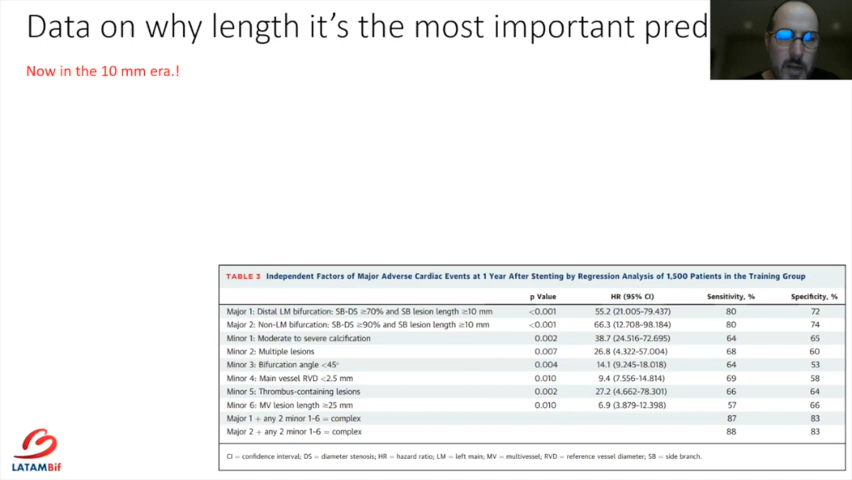 Data on why length it's the most important pred
Now in the 10 mm era.!
TABLE 3 Independent Factors of Major Adverse Cardiac Events at 1 Year After Stenting by Regression Analysis of 1,500 Patients in the Training Group
p Value HR (95% CI) Sensitivity, % Specificity, %
Major 1: Distal LM bifurcation: SB-DS ≥70% and SB lesion length ≥10 mm <0.001 55.2 (21.005-79.437) 80 72
Major 2: Non-LM bifurcation: SB-DS ≥90% and SB lesion length ≥10 mm <0.001 66.3 (12.708-98.184) 80 74
Minor 1: Moderate to severe calcification 0.002 38.7 (24.516-72.695) 64 65
Minor 2: Multiple lesions 0.007 26.8 (4.322-57.004) 68 60
Minor 3: Bifurcation angle <45° 0.004 14.1 (9.245-18.018) 64 53
Minor 4: Main vessel RVD <2.5 mm 0.010 9.4 (7.556-14.814) 69 58
Minor 5: Thrombus-containing lesions 0.002 27.2 (4.662-78.301) 66 64
Minor 6: MV lesion length ≥25 mm 0.010 6.9 (3.879-12.398) 57 66
Major 1 + any 2 minor 1-6 = complex 87 83
Major 2 + any 2 minor 1-6 = complex 88 83
CI = confidence interval; DS = diameter stenosis; HR = hazard ratio; LM = left main; MV = multivessel; RVD = reference vessel diameter; SB = side branch.
LATAMBif